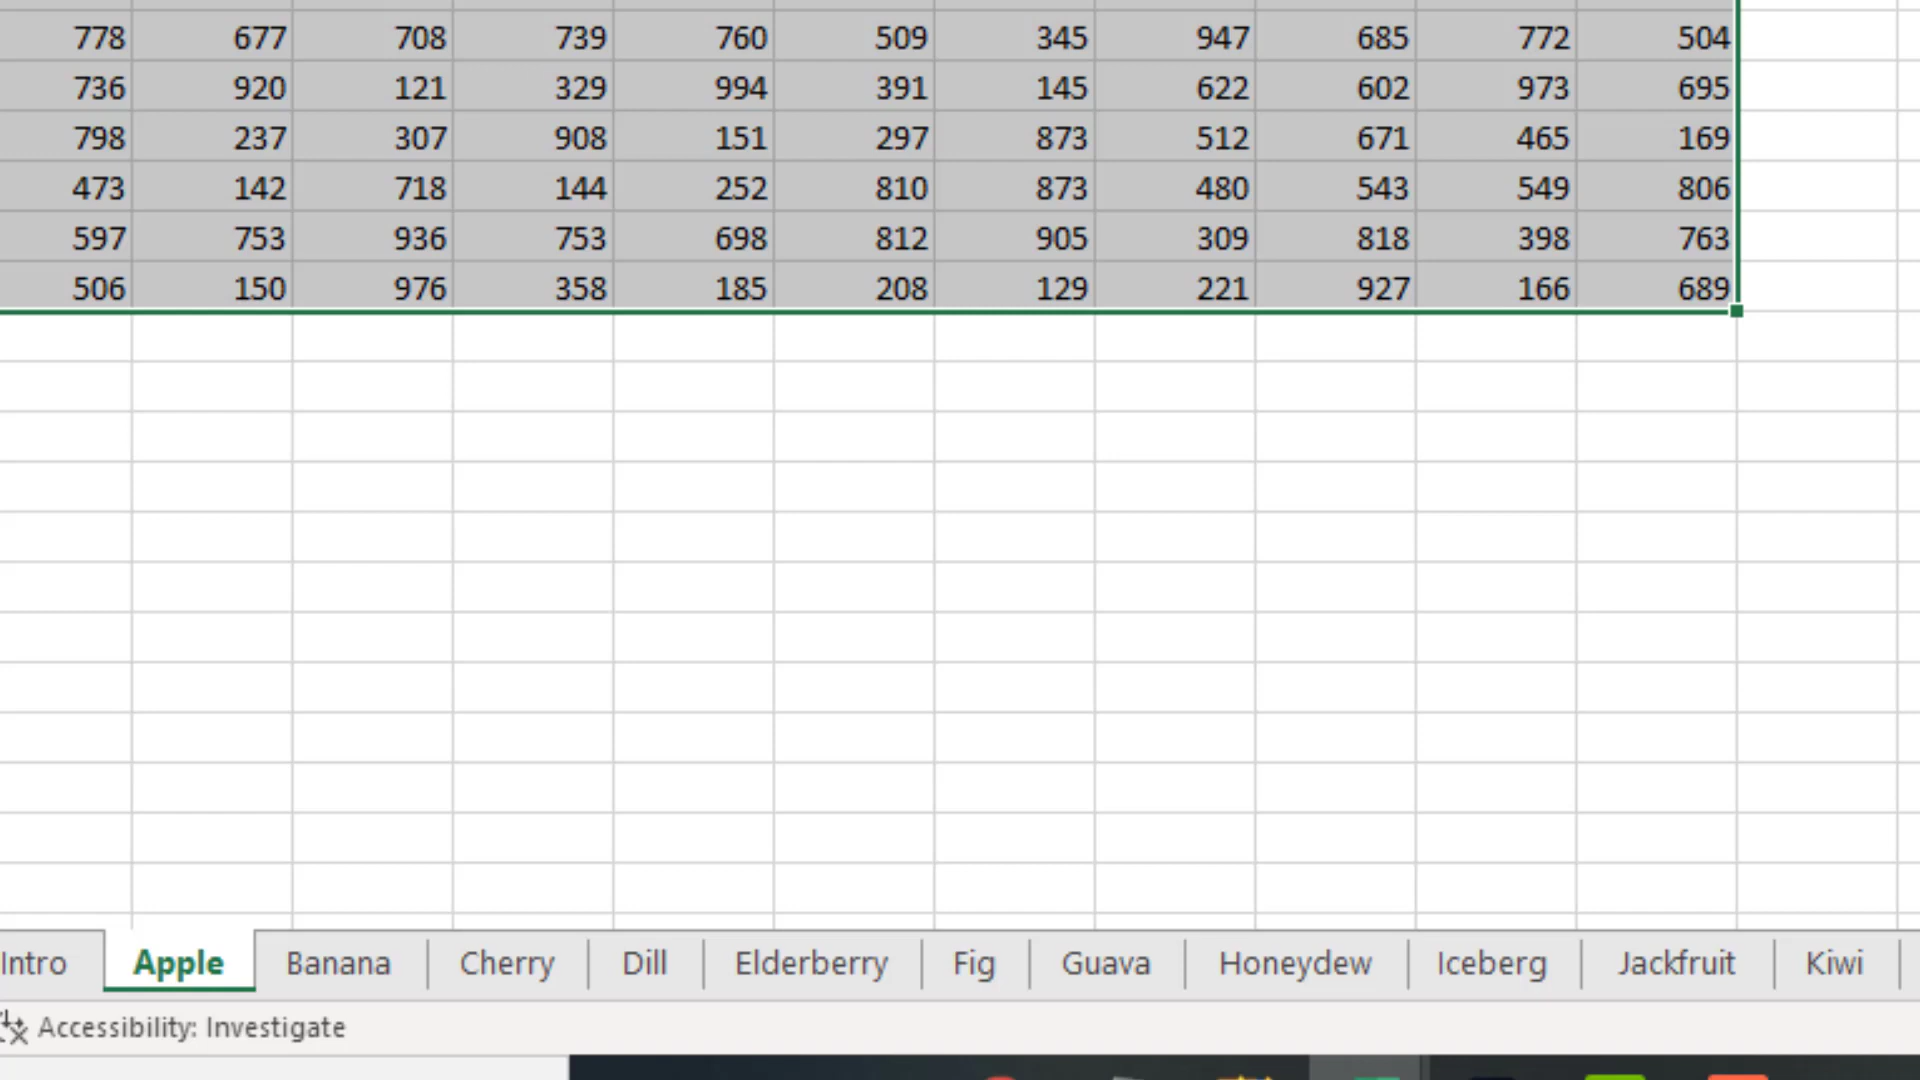 778 677 708 739 760 509 345 947 685 772 504
736 920 121 329 994 391 145 622 602 973 695
798 237 307 908 151 297 873 512 671 465 169
473 142 718 144 252 810 873 480 543 549 806
597 753 936 753 698 812 905 309 818 398 763
506 150 976 358 185 208 129 221 927 166 689
Intro Apple Banana Cherry Dill Elderberry Fig Guava Honeydew Iceberg Jackfruit Kiwi
Accessibility: Investigate